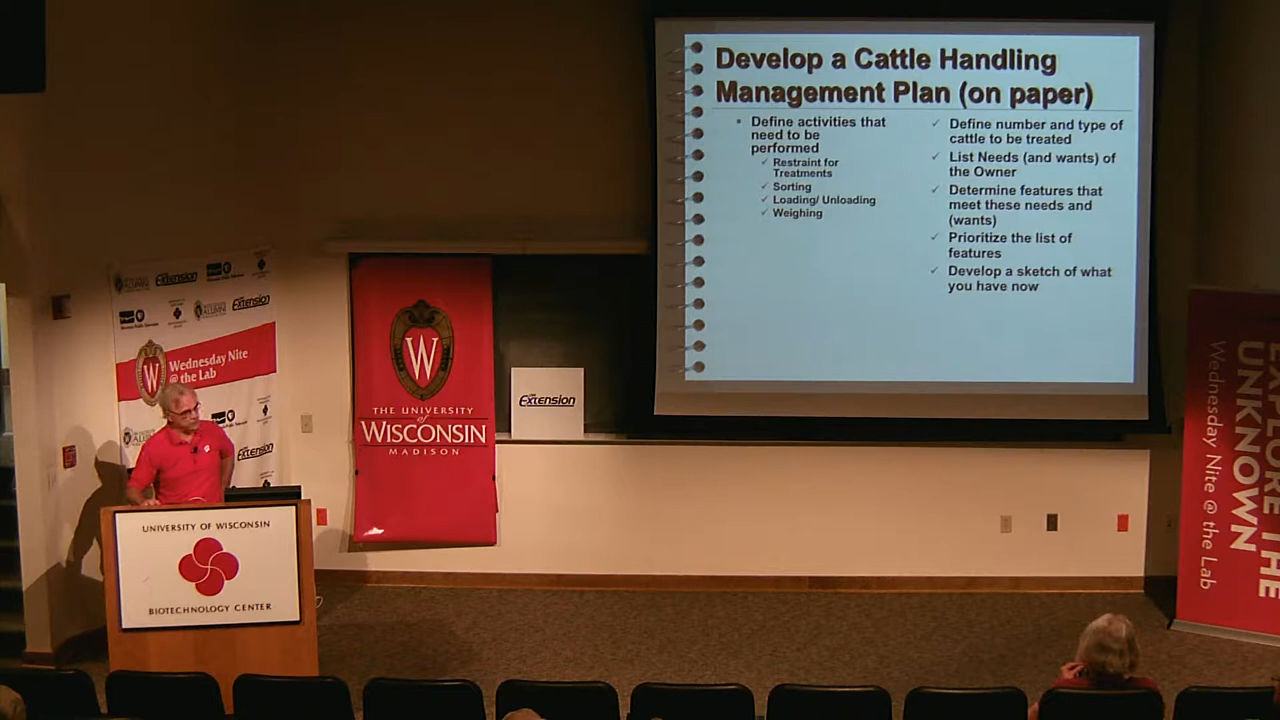 Develop a Cattle Handling
Management Plan (on paper)
Define activities that
need to be
performed
Restraint for
Treatments
Sorting
Loading/ Unloading
Weighing
Define number and type of
cattle to be treated
List Needs (and wants) of
the Owner
Determine features that
meet these needs and
(wants)
Prioritize the list of
features
Develop a sketch of what
you have now
Extension
Extension
Wednesday Nite
@ the Lab
PBS
Extension
W
THE UNIVERSITY
of
WISCONSIN
MADISON
Extension
UNIVERSITY OF WISCONSIN
BIOTECHNOLOGY CENTER
EXPLORE THE
UNKNOWN
Wednesday Nite @ the Lab